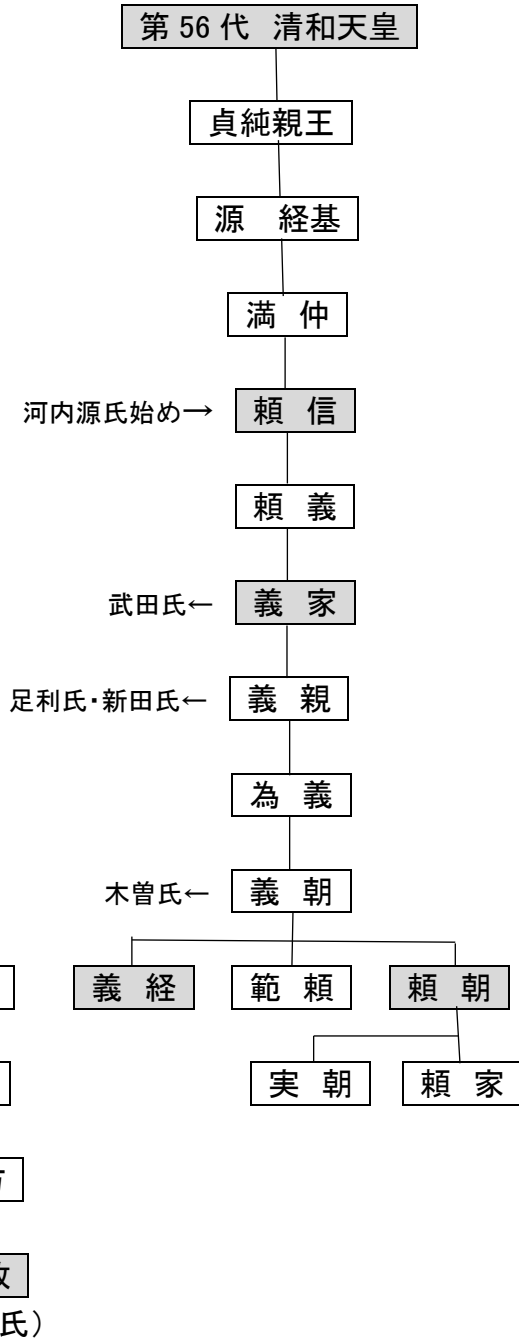 第 56 代 清和天皇
貞純親王
源 経基
満 仲
河内源氏始め→ 頼 信
頼 義
武田氏← 義 家
足利氏・新田氏← 義 親
為 義
木曽氏← 義 朝
義 経 範 頼 頼 朝
実 朝 頼 家
氏）